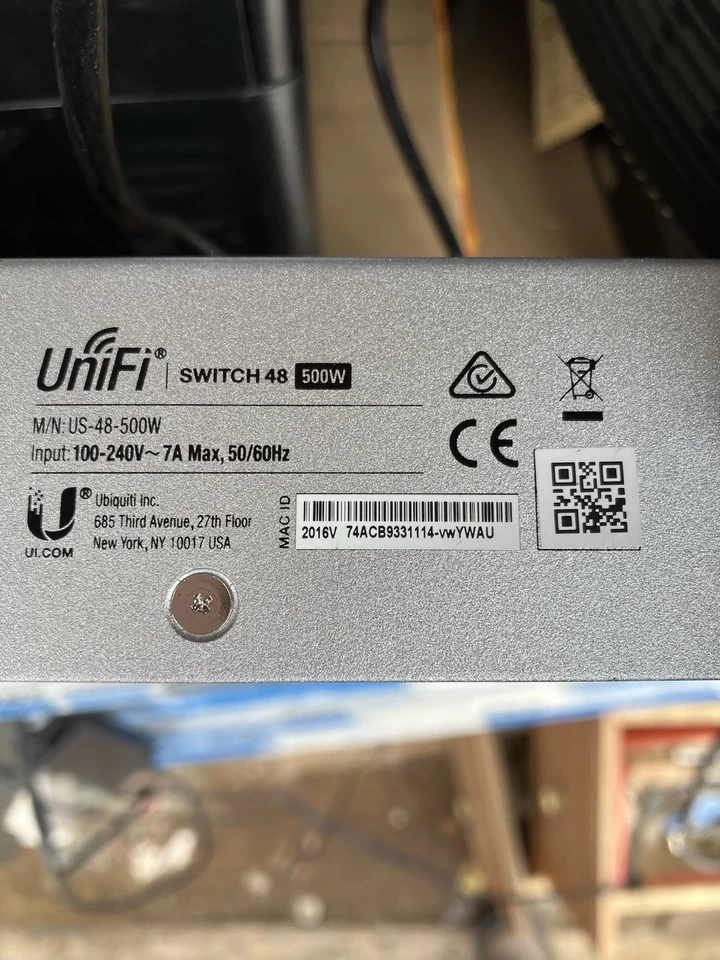 UniFi® | SWITCH 48 500W
M/N: US-48-500W
Input: 100-240V~ 7A Max, 50/60Hz
U®
UI.COM
Ubiquiti Inc.
685 Third Avenue, 27th Floor
New York, NY 10017 USA
MAC ID
2016V 74ACB9331114-vwYWAU
CE